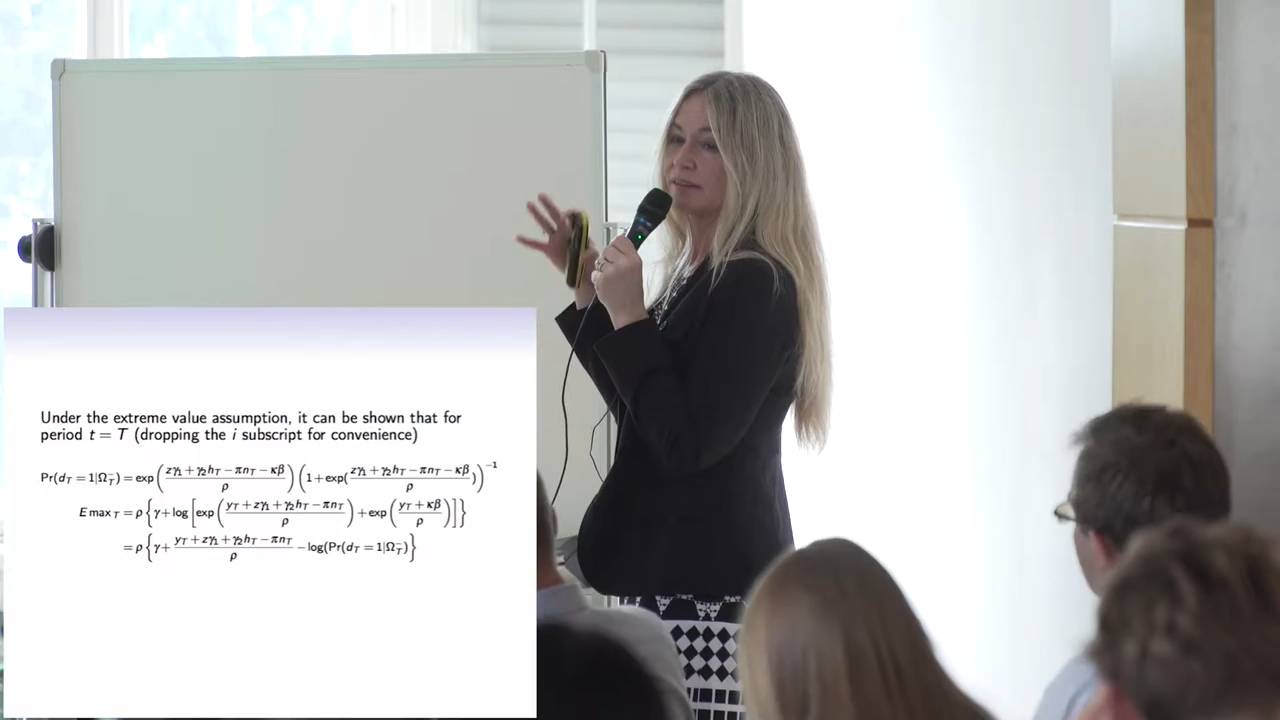 Under the extreme value assumption, it can be shown that for
period t = T (dropping the i subscript for convenience)
Pr(d_T = 1|Ω_T^-) = exp((zγ_1 + γ_2h_T − πn_T − κβ)/ρ) (1 + exp((zγ_1 + γ_2h_T − πn_T − κβ)/ρ))^{-1}
E max_T = ρ{γ + log[exp((y_T + zγ_1 + γ_2h_T − πn_T)/ρ) + exp((y_T + κβ)/ρ)]}
= ρ{γ + (y_T + zγ_1 + γ_2h_T − πn_T)/ρ − log(Pr(d_T = 1|Ω_T^-)}